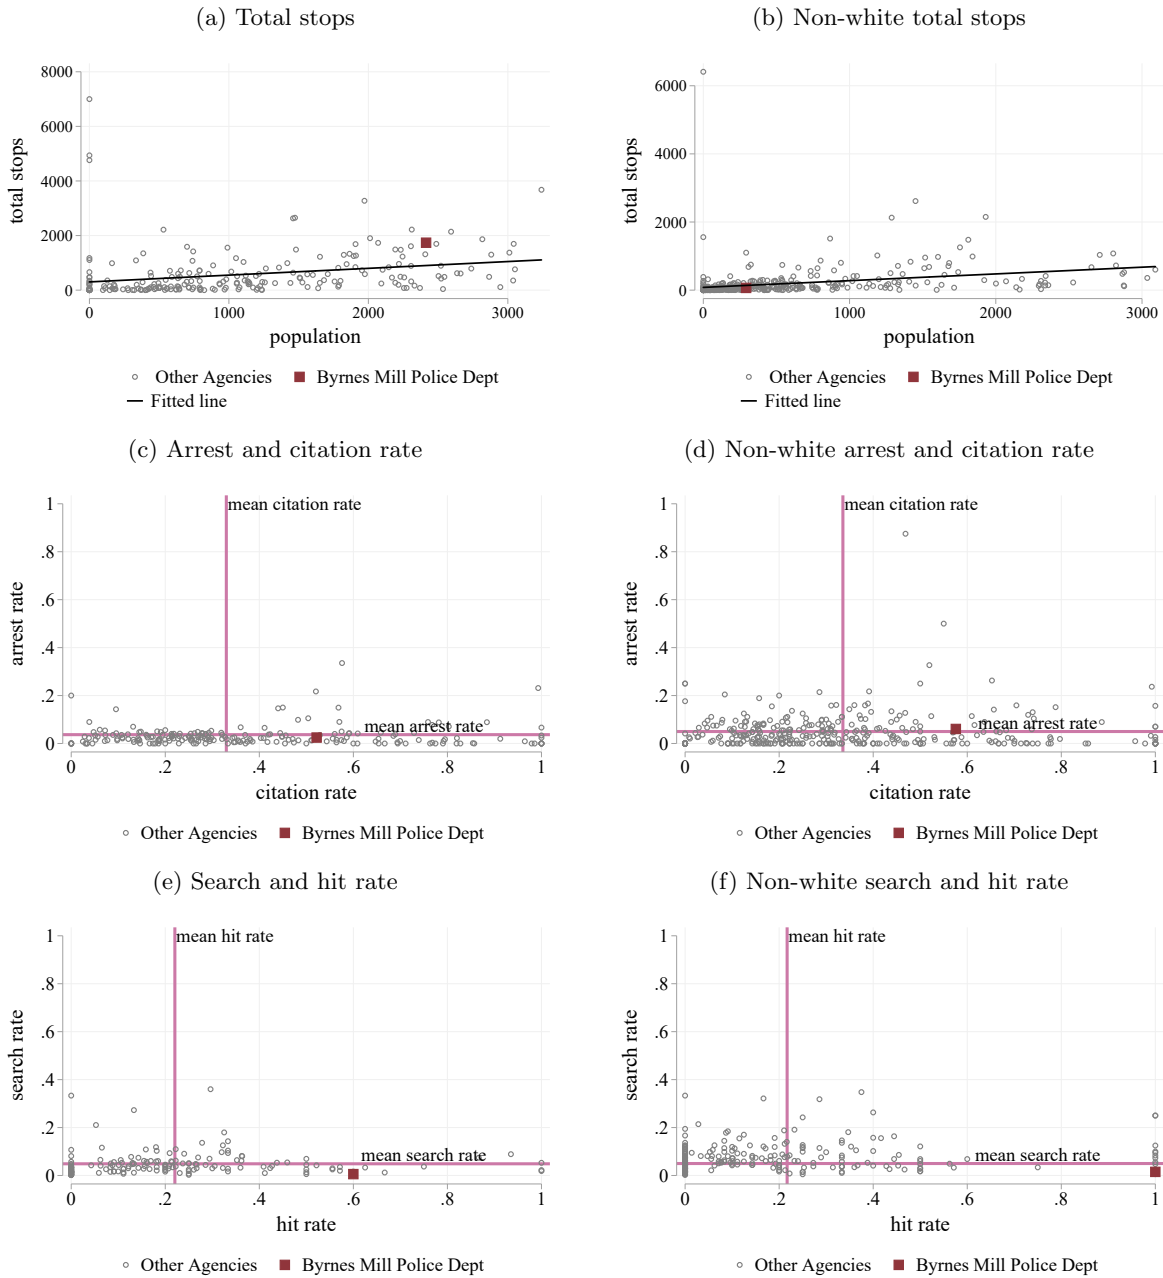 (a) Total stops
(b) Non-white total stops
8000
6000
4000
2000
0
total stops
0 1000 2000 3000
population
Other Agencies Byrnes Mill Police Dept
Fitted line
6000
4000
2000
0
total stops
0 1000 2000 3000
population
Other Agencies Byrnes Mill Police Dept
Fitted line
(c) Arrest and citation rate
(d) Non-white arrest and citation rate
1
.8
.6
.4
.2
0
arrest rate
mean citation rate
mean arrest rate
0 .2 .4 .6 .8 1
citation rate
Other Agencies Byrnes Mill Police Dept
1
.8
.6
.4
.2
0
arrest rate
mean citation rate
mean arrest rate
0 .2 .4 .6 .8 1
citation rate
Other Agencies Byrnes Mill Police Dept
(e) Search and hit rate
(f) Non-white search and hit rate
1
.8
.6
.4
.2
0
search rate
mean hit rate
mean search rate
0 .2 .4 .6 .8 1
hit rate
Other Agencies Byrnes Mill Police Dept
1
.8
.6
.4
.2
0
search rate
mean hit rate
mean search rate
0 .2 .4 .6 .8 1
hit rate
Other Agencies Byrnes Mill Police Dept